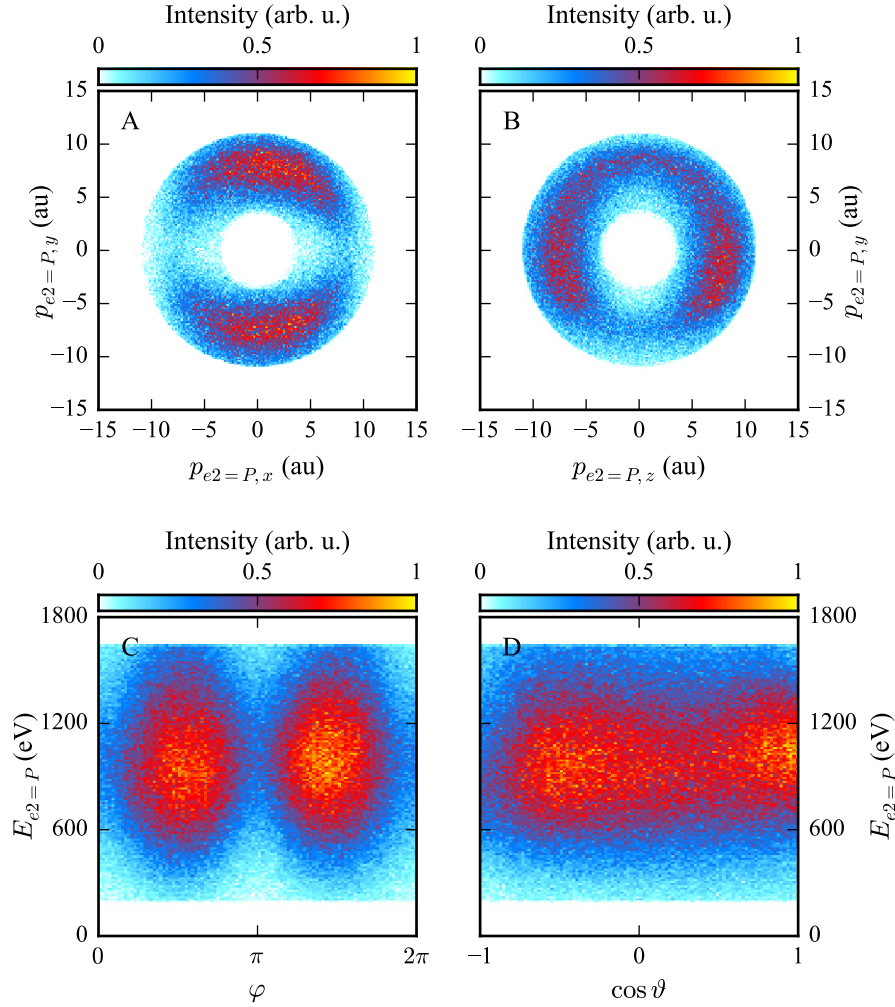 Intensity (arb. u.) Intensity (arb. u.)
0 0.5 1 0 0.5 1
15 15
A B
10 10
5 5
0 0
−5 −5
−10 −10
−15 −15
p_{e2=P, y} (au) p_{e2=P, y} (au)
−15 −10 −5 0 5 10 15 −15 −10 −5 0 5 10 15
p_{e2=P, x} (au) p_{e2=P, z} (au)
Intensity (arb. u.) Intensity (arb. u.)
0 0.5 1 0 0.5 1
1800 1800
C D
1200 1200
600 600
0 0
E_{e2=P} (eV) E_{e2=P} (eV)
0 π 2π −1 0 1
φ cos ϑ